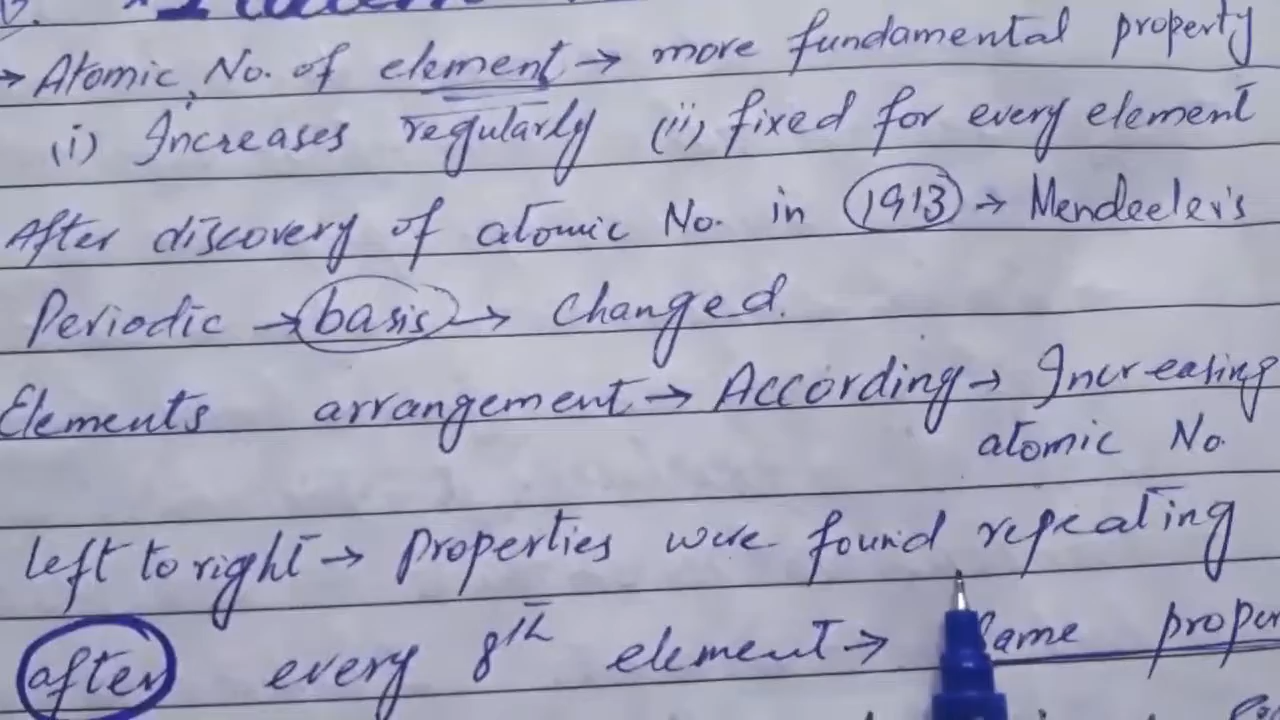 → Atomic No. of element → more fundamental property
(i) Increases regularly (ii) fixed for every element
After discovery of atomic No. in 1913 → Mendeelev's
Periodic → basis → changed.
Elements arrangement → According → Increasing
atomic No.
left to right → properties were found repeating
after every 8th element → same proper